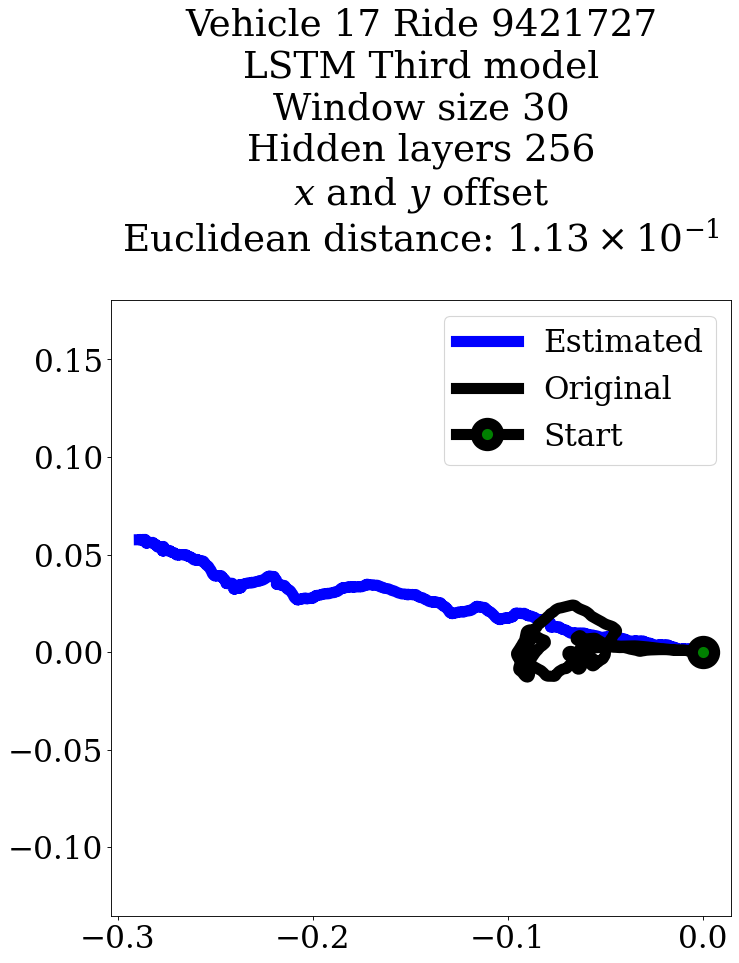 Vehicle 17 Ride 9421727
LSTM Third model
Window size 30
Hidden layers 256
x and y offset
Euclidean distance: 1.13 × 10⁻¹
Estimated
Original
Start
0.15
0.10
0.05
0.00
−0.05
−0.10
−0.3
−0.2
−0.1
0.0